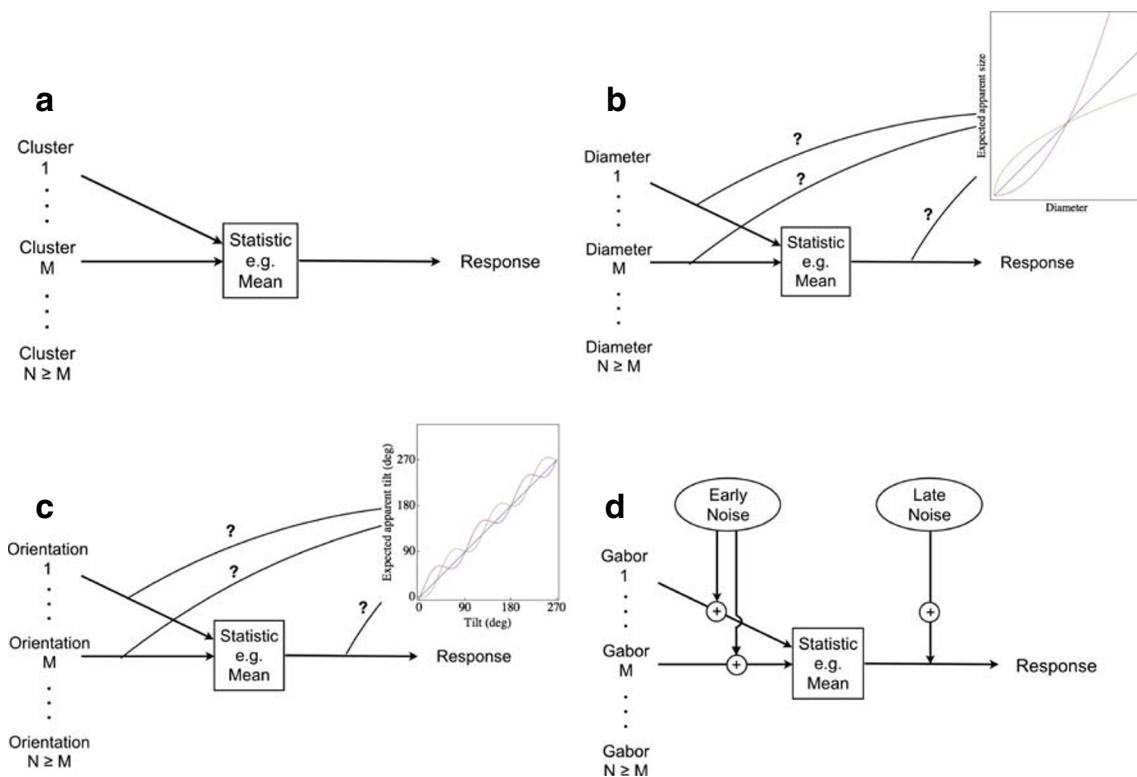 a
Cluster
1
Cluster
M
Cluster
N ≥ M
Statistic
e.g.
Mean
Response
b
Diameter
1
Diameter
M
Diameter
N ≥ M
?
?
?
Statistic
e.g.
Mean
Response
Expected apparent size
Diameter
c
Orientation
1
Orientation
M
Orientation
N ≥ M
?
?
?
Statistic
e.g.
Mean
Response
Expected apparent tilt (deg)
270
180
90
0
0 90 180 270
Tilt (deg)
d
Early
Noise
Late
Noise
Gabor
1
Gabor
M
Gabor
N ≥ M
+
+
+
Statistic
e.g.
Mean
Response